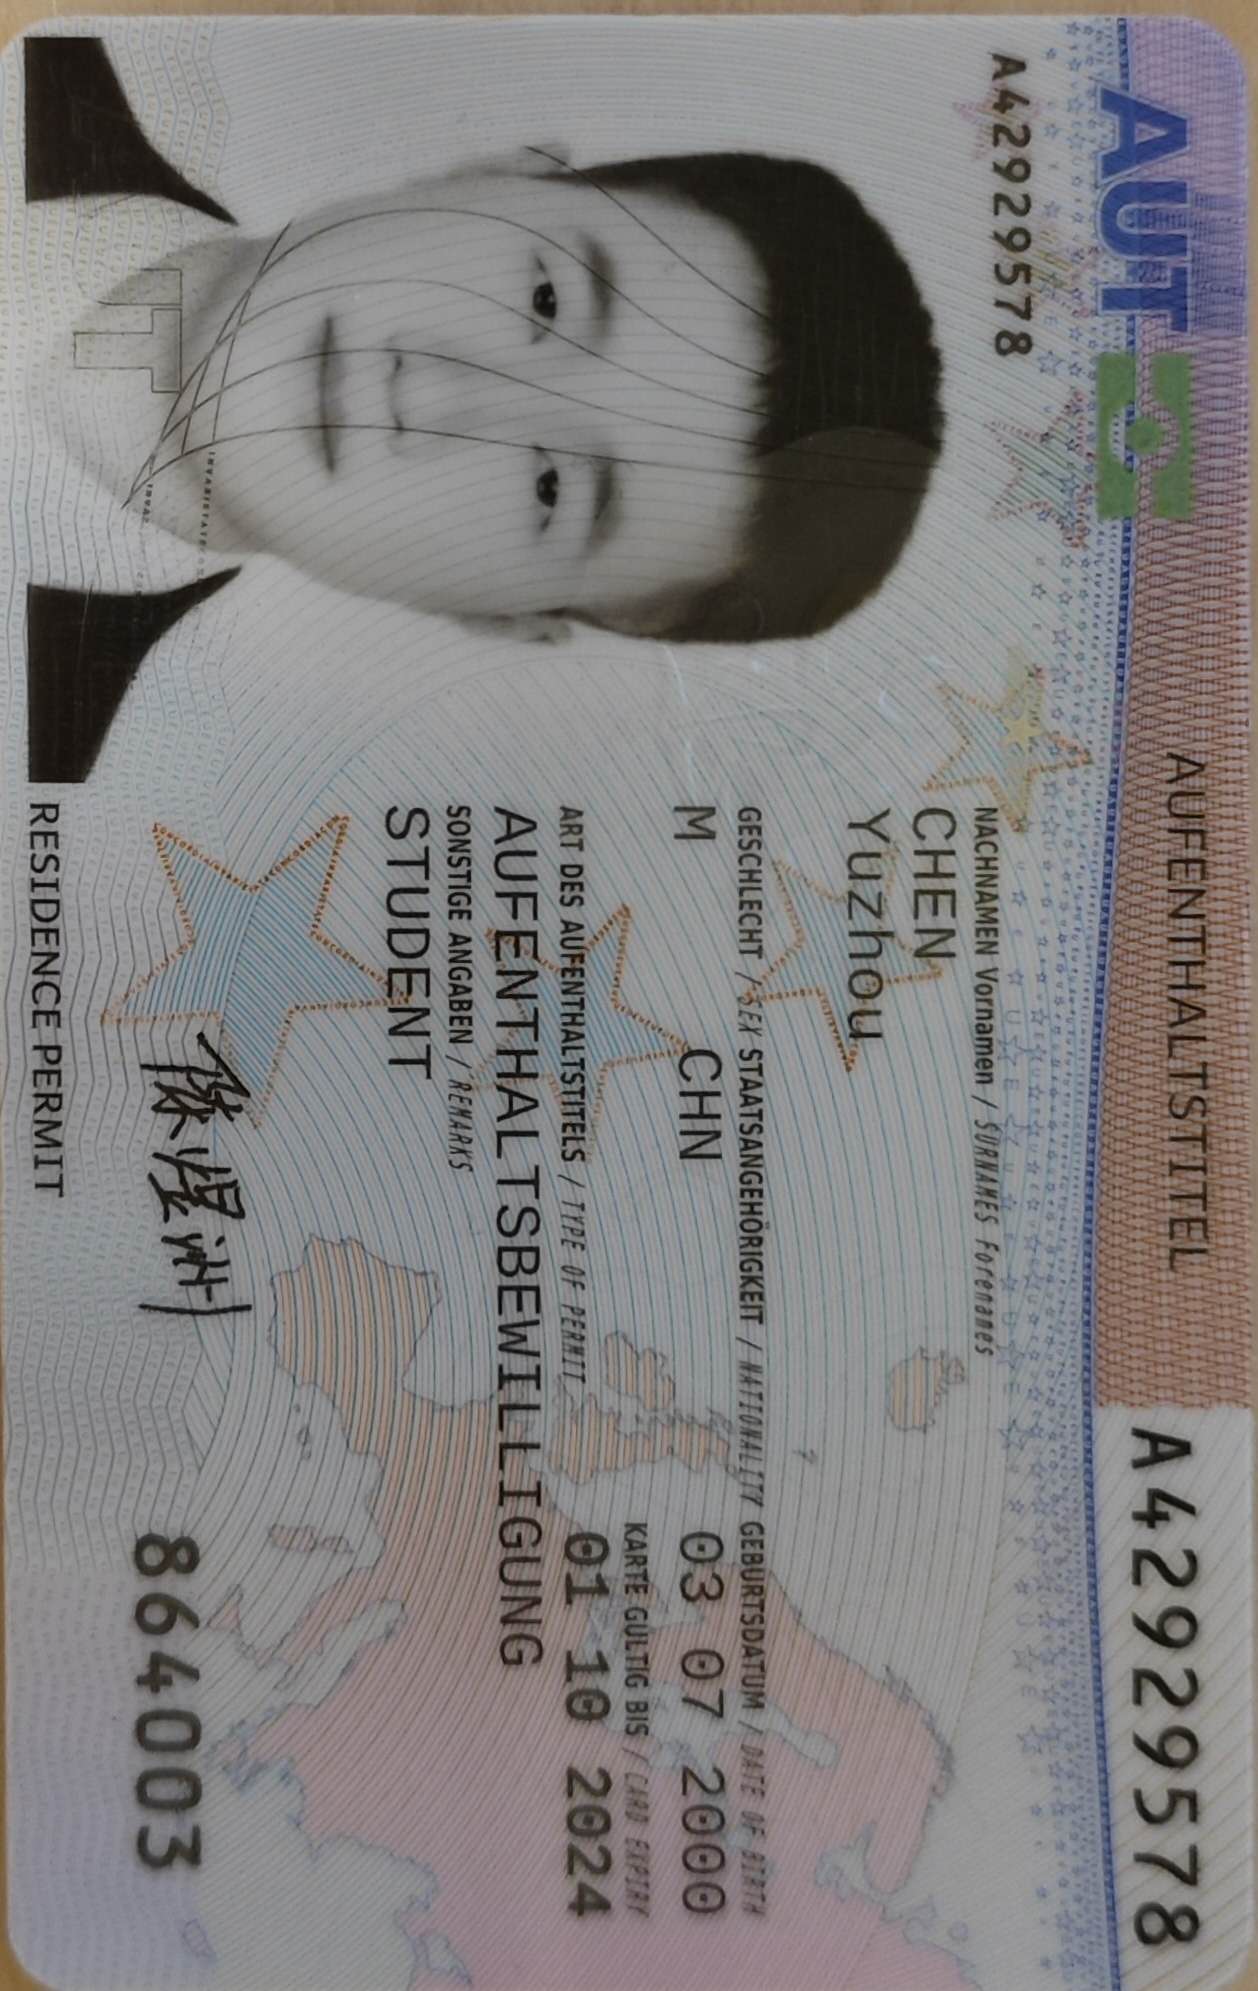 AUT
AUFENTHALTSTITEL
A42929578
A42929578
NACHNAMEN Vornamen / SURNAMES Forenames
CHEN
Yuzhou
GESCHLECHT / SEX STAATSANGEHÖRIGKEIT / NATIONALITY GEBURTSDATUM / DATE OF BIRTH
M CHN 03 07 2000
KARTE GÜLTIG BIS / CARD EXPIRY
01 10 2024
ART DES AUFENTHALTSTITELS / TYPE OF PERMIT
AUFENTHALTSBEWILLIGUNG
SONSTIGE ANGABEN / REMARKS
STUDENT
陈煜洲
864003
RESIDENCE PERMIT